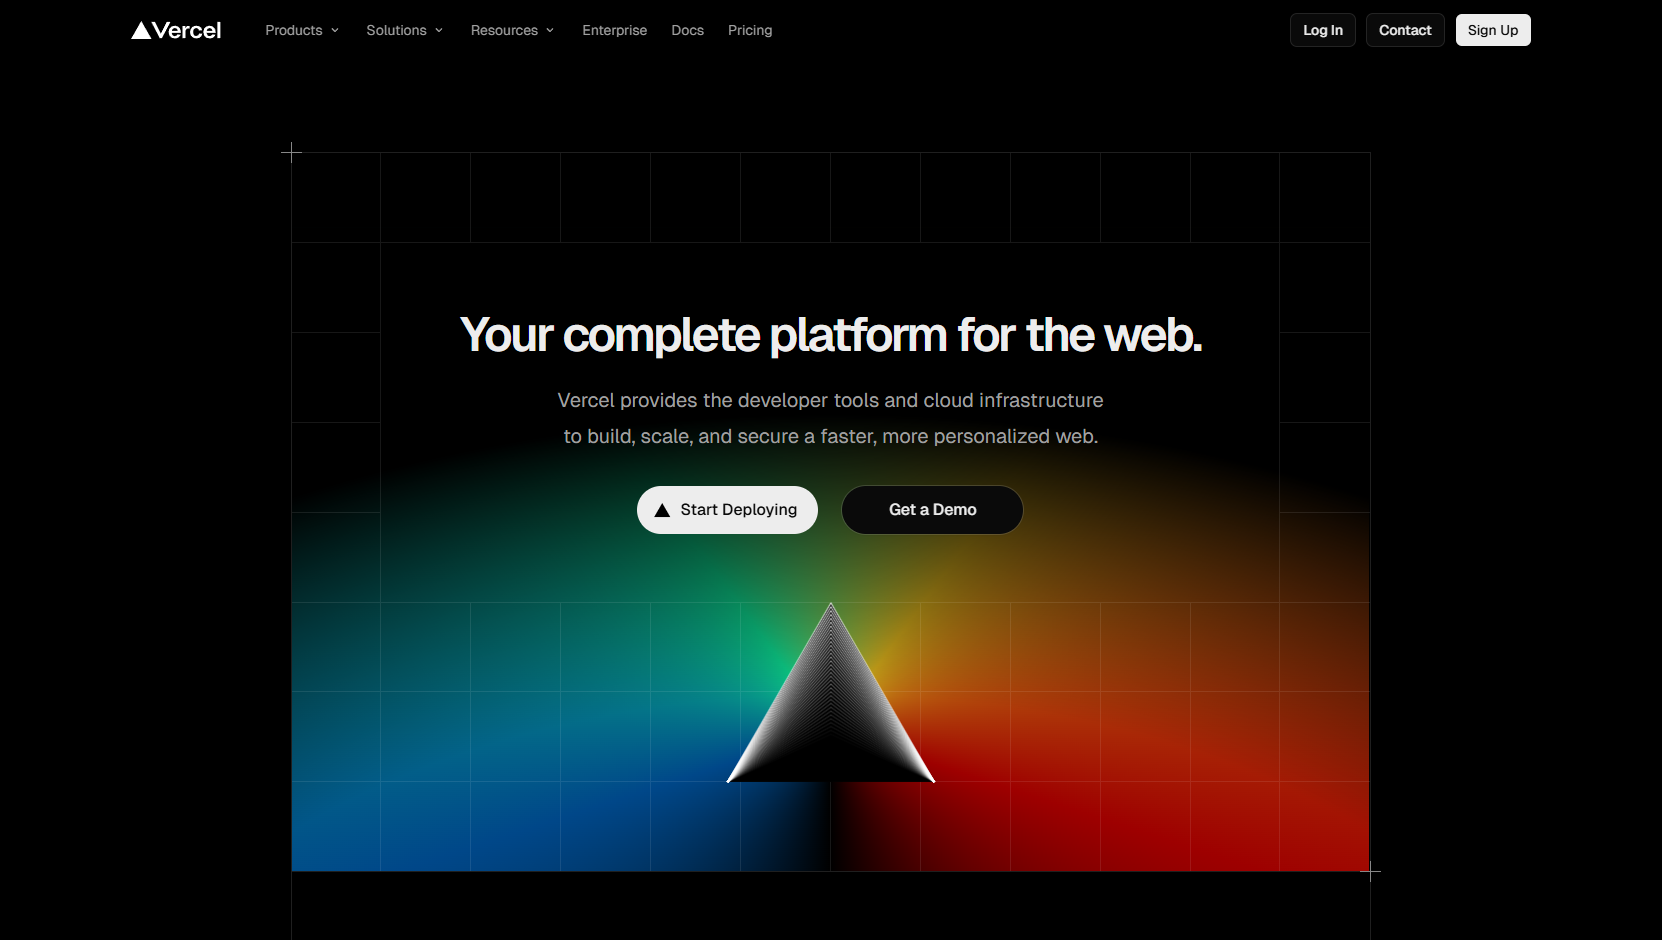 Vercel
Products
Solutions
Resources
Enterprise
Docs
Pricing
Log In
Contact
Sign Up
Your complete platform for the web.
Vercel provides the developer tools and cloud infrastructure
to build, scale, and secure a faster, more personalized web.
Start Deploying
Get a Demo